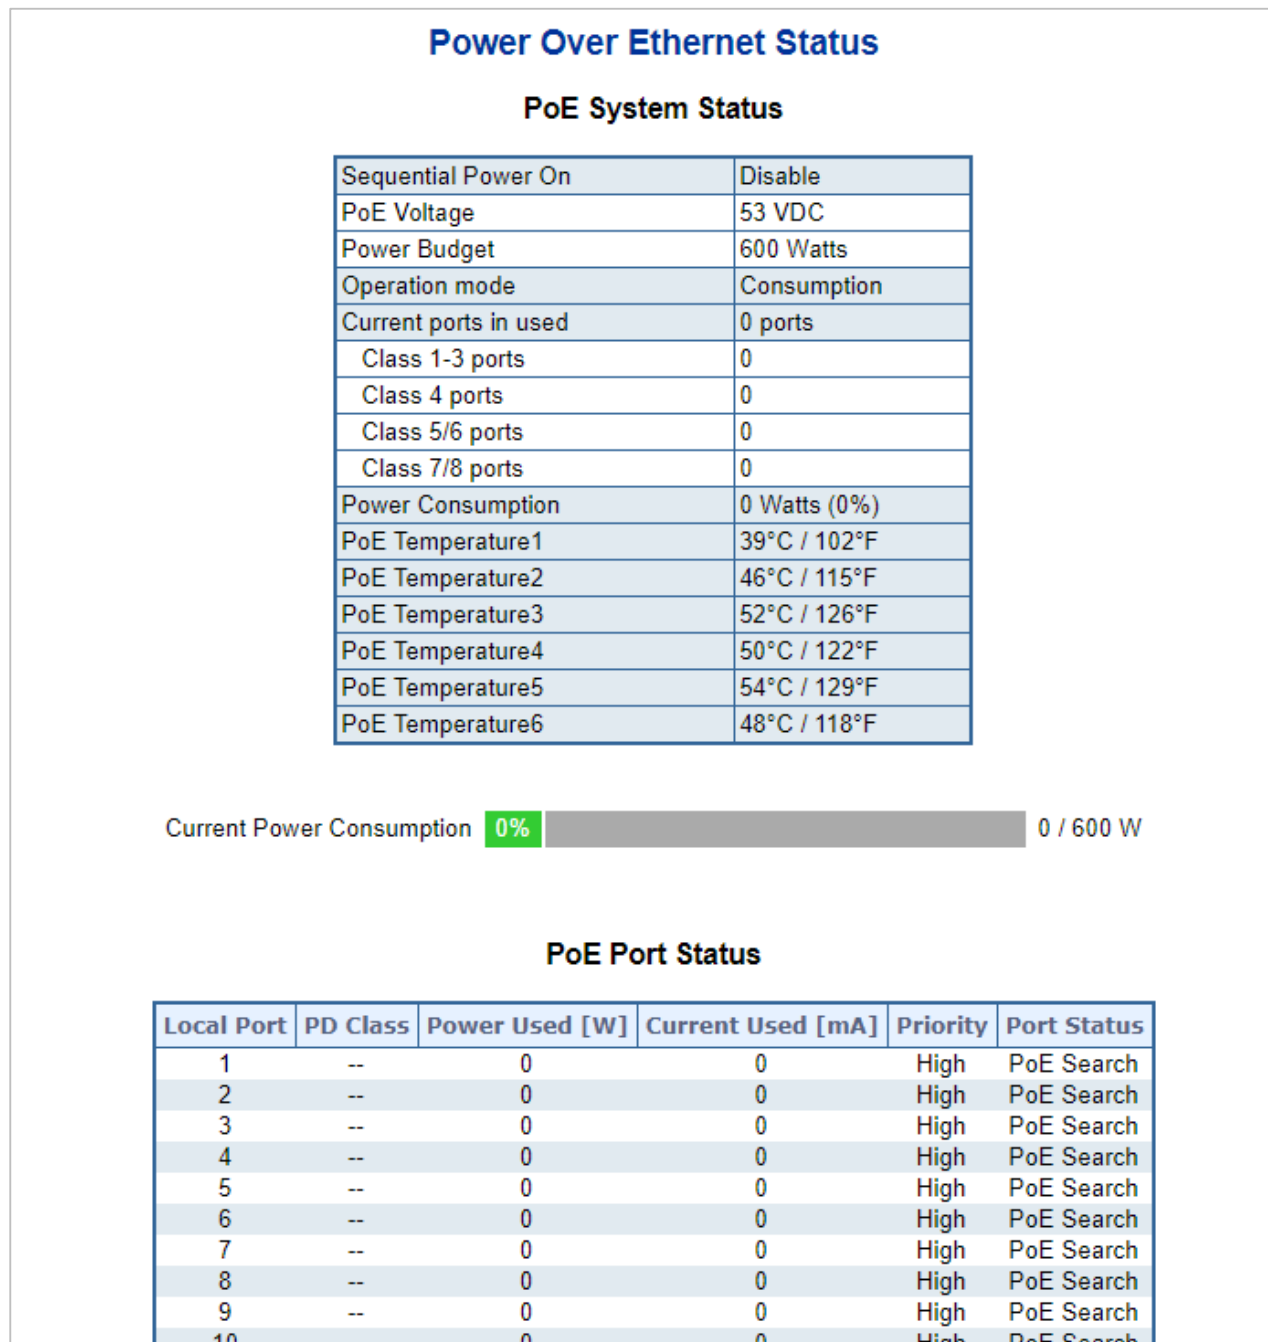 Power Over Ethernet Status
PoE System Status
Sequential Power On Disable
PoE Voltage 53 VDC
Power Budget 600 Watts
Operation mode Consumption
Current ports in used 0 ports
Class 1-3 ports 0
Class 4 ports 0
Class 5/6 ports 0
Class 7/8 ports 0
Power Consumption 0 Watts (0%)
PoE Temperature1 39°C / 102°F
PoE Temperature2 46°C / 115°F
PoE Temperature3 52°C / 126°F
PoE Temperature4 50°C / 122°F
PoE Temperature5 54°C / 129°F
PoE Temperature6 48°C / 118°F
Current Power Consumption 0% 0 / 600 W
PoE Port Status
Local Port PD Class Power Used [W] Current Used [mA] Priority Port Status
1 -- 0 0 High PoE Search
2 -- 0 0 High PoE Search
3 -- 0 0 High PoE Search
4 -- 0 0 High PoE Search
5 -- 0 0 High PoE Search
6 -- 0 0 High PoE Search
7 -- 0 0 High PoE Search
8 -- 0 0 High PoE Search
9 -- 0 0 High PoE Search
10 0 0 High PoE Search